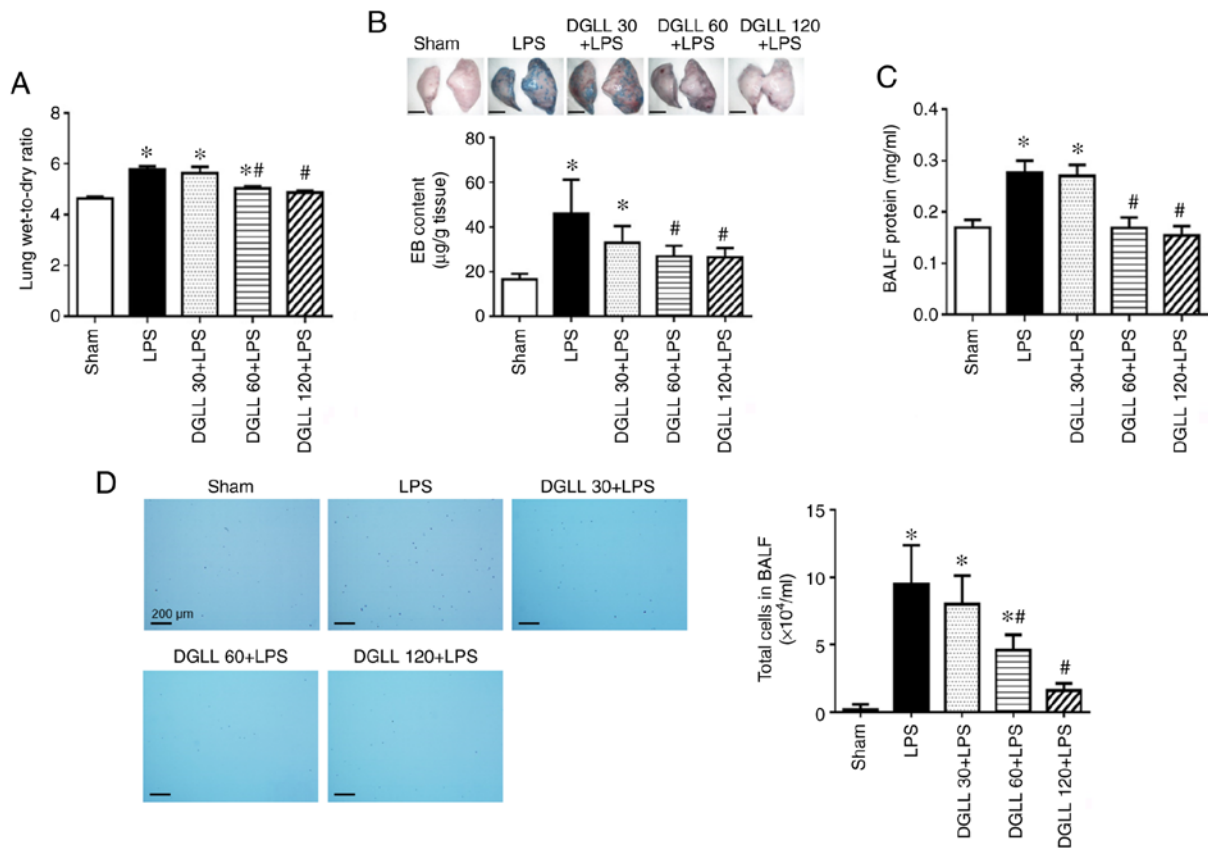 A
Lung wet-to-dry ratio
8
6
4
2
0
*
*
*#
#
Sham
LPS
DGLL 30+LPS
DGLL 60+LPS
DGLL 120+LPS
B
Sham
LPS
DGLL 30
+LPS
DGLL 60
+LPS
DGLL 120
+LPS
EB content
(µg/g tissue)
80
60
40
20
0
*
*
#
#
Sham
LPS
DGLL 30+LPS
DGLL 60+LPS
DGLL 120+LPS
C
BALF protein (mg/ml)
0.4
0.3
0.2
0.1
0.0
*
*
#
#
Sham
LPS
DGLL 30+LPS
DGLL 60+LPS
DGLL 120+LPS
D
Sham
LPS
DGLL 30+LPS
200 µm
DGLL 60+LPS
DGLL 120+LPS
Total cells in BALF
(×10⁴/ml)
15
10
5
0
*
*
*#
#
Sham
LPS
DGLL 30+LPS
DGLL 60+LPS
DGLL 120+LPS